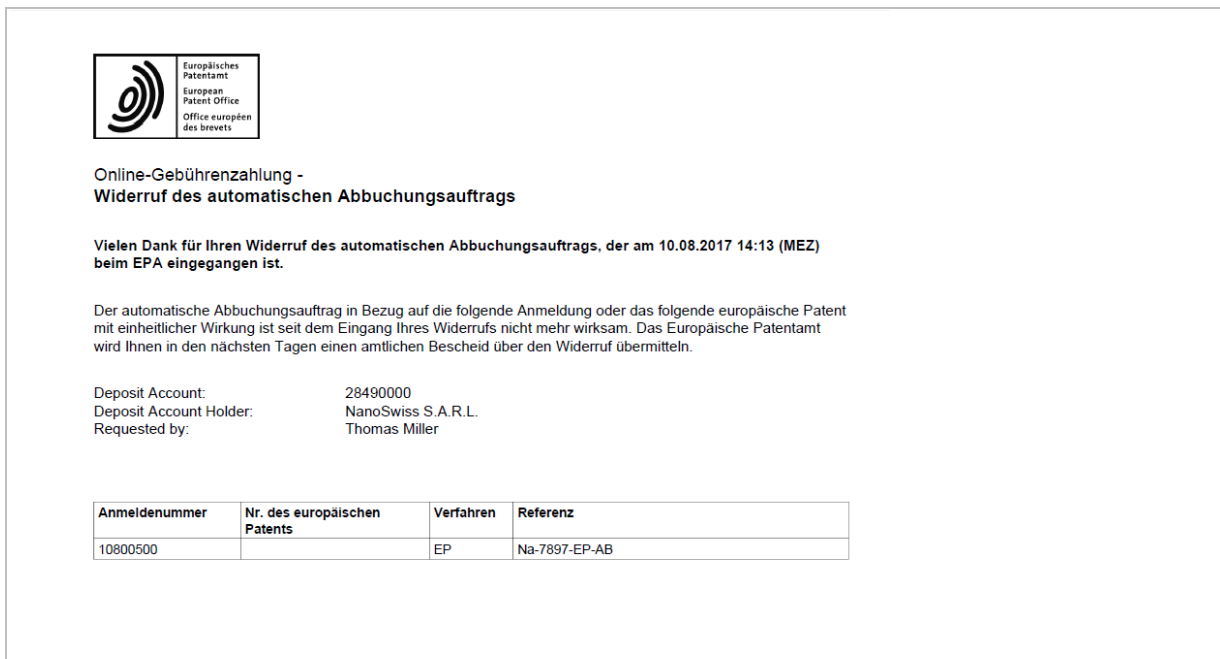 Europäisches
Patentamt
European
Patent Office
Office européen
des brevets
Online-Gebührenzahlung -
Widerruf des automatischen Abbuchungsauftrags
Vielen Dank für Ihren Widerruf des automatischen Abbuchungsauftrags, der am 10.08.2017 14:13 (MEZ)
beim EPA eingegangen ist.
Der automatische Abbuchungsauftrag in Bezug auf die folgende Anmeldung oder das folgende europäische Patent
mit einheitlicher Wirkung ist seit dem Eingang Ihres Widerrufs nicht mehr wirksam. Das Europäische Patentamt
wird Ihnen in den nächsten Tagen einen amtlichen Bescheid über den Widerruf übermitteln.
Deposit Account: 28490000
Deposit Account Holder: NanoSwiss S.A.R.L.
Requested by: Thomas Miller
Anmeldenummer Nr. des europäischen Patents Verfahren Referenz
10800500 EP Na-7897-EP-AB